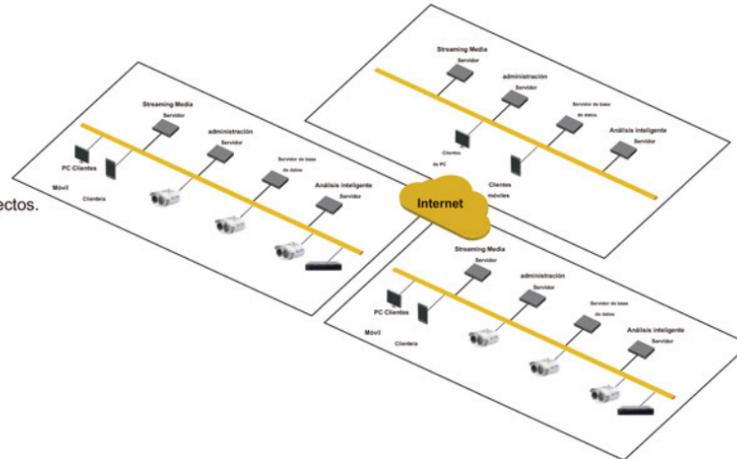 Streaming Media
Servidor
administración
Servidor
Servidor de base
de datos
Análisis inteligente
Servidor
Clientes
de PC
Clientes
móviles
Streaming Media
Servidor
administración
Servidor
Servidor de base
de datos
Análisis inteligente
Servidor
PC Clientes
Móvil
Clientela
ectos.
Internet
Streaming Media
Servidor
administración
Servidor
Servidor de base
de datos
Análisis inteligente
Servidor
PC Clientes
Móvil
Clientela